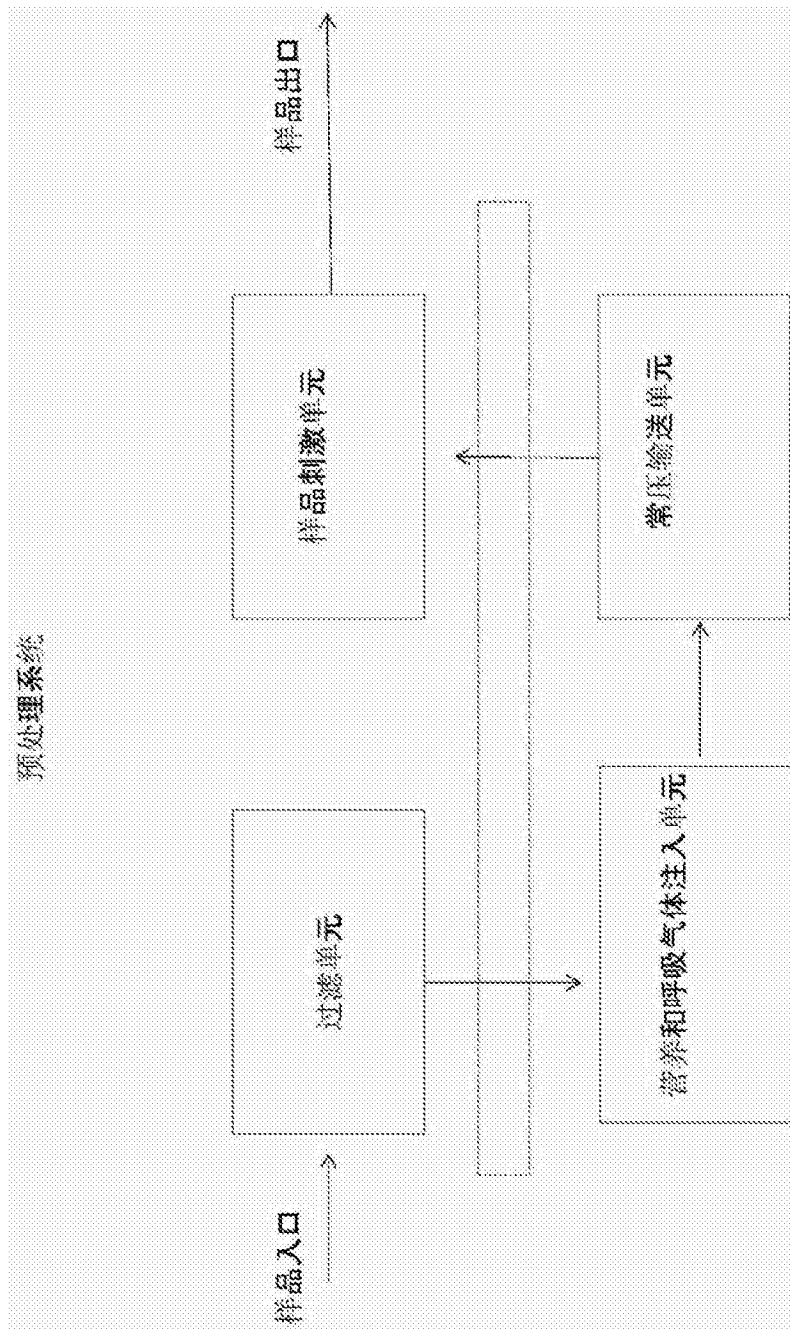 预处理系统
样品入口
过滤单元
营养和呼吸气体注入单元
常压输送单元
样品刺激单元
样品出口